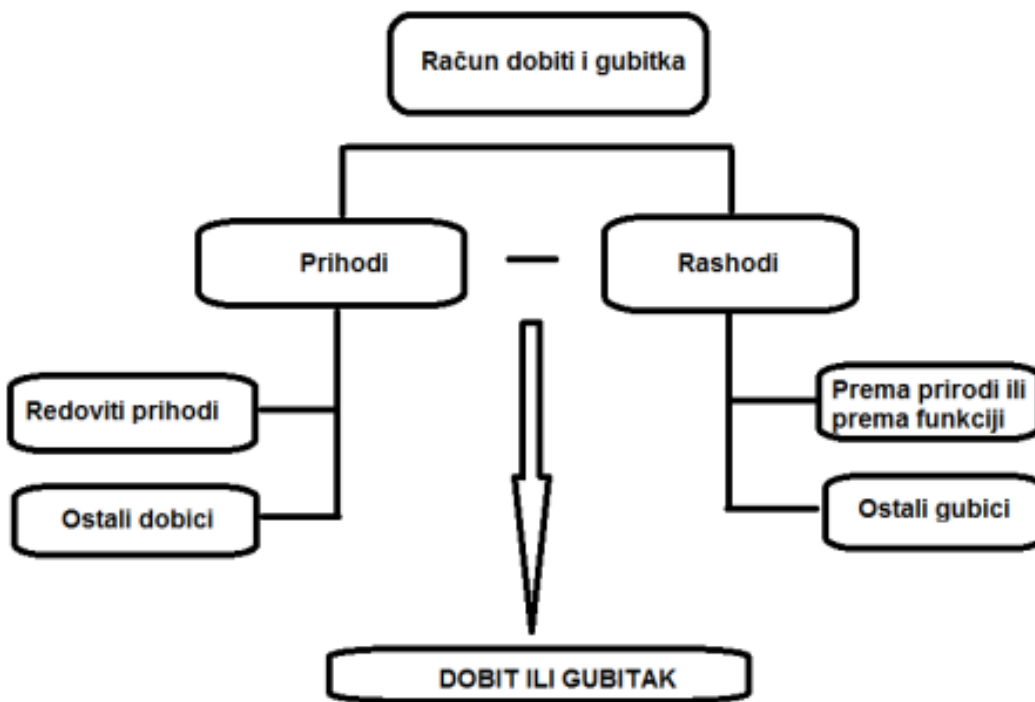 Račun dobiti i gubitka
Prihodi
Rashodi
Redoviti prihodi
Prema prirodi ili
prema funkciji
Ostali dobici
Ostali gubici
DOBIT ILI GUBITAK